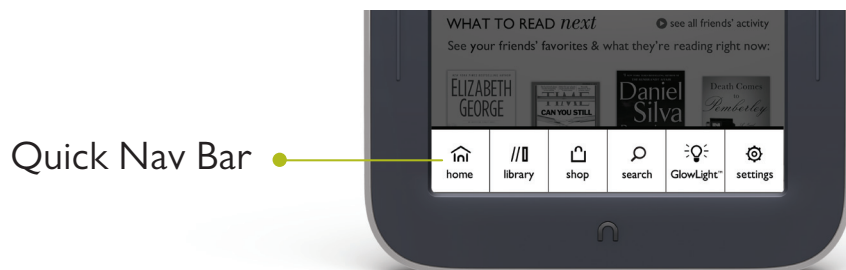 WHAT TO READ next
see all friends' activity
See your friends' favorites & what they're reading right now:
ELIZABETH
GEORGE
CAN YOU STILL
Daniel
Silva
Death Comes
to
Pemberley
Quick Nav Bar
home
library
shop
search
GlowLight™
settings